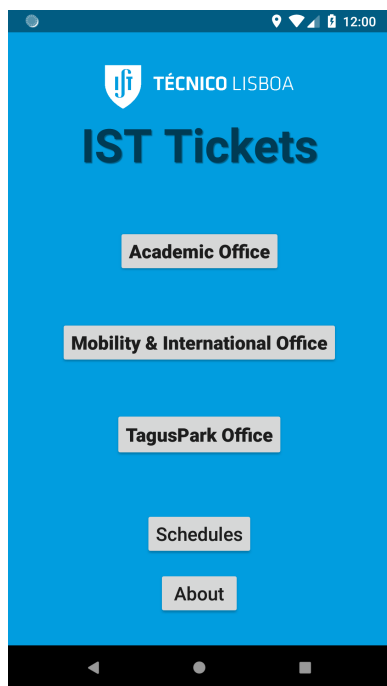 12:00
TÉCNICO LISBOA
IST Tickets
Academic Office
Mobility & International Office
TagusPark Office
Schedules
About